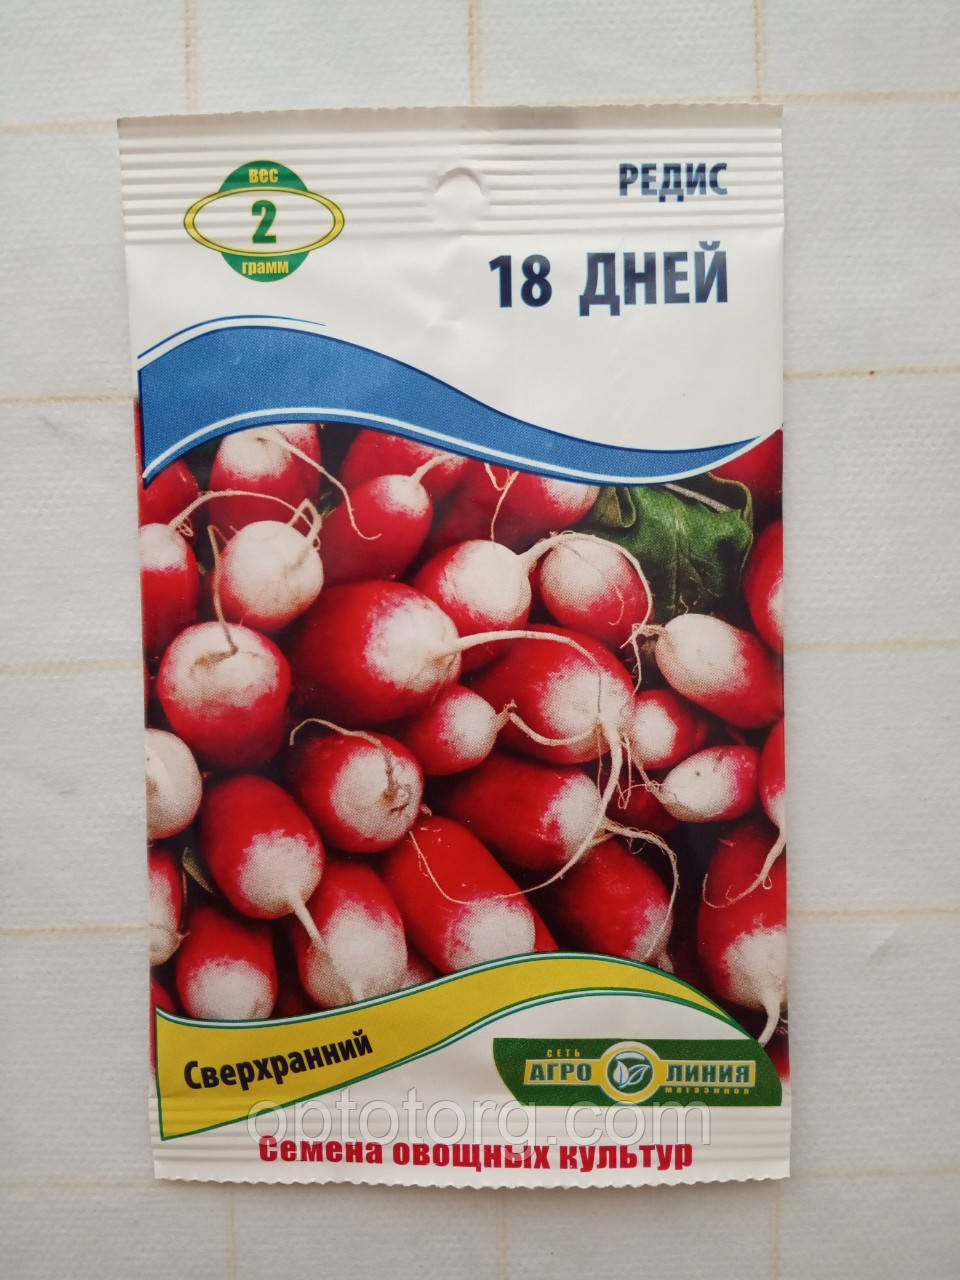 вес
2
грамм
РЕДИС
18 ДНЕЙ
Сверхранний
СЕТЬ
АГРО ЛИНИЯ
МАГАЗИНОВ
optotorg.com
Семена овощных культур